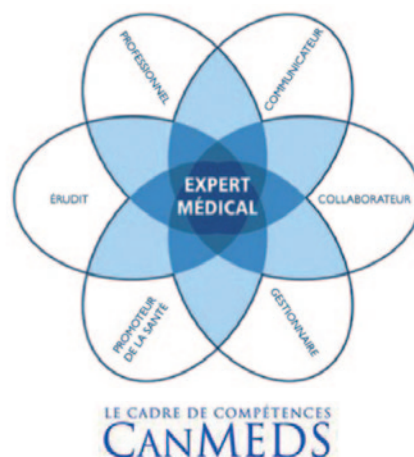 PROFESSIONNEL
COMMUNICATEUR
EXPERT
MÉDICAL
ÉRUDIT
COLLABORATEUR
PROMOTEUR
DE LA SANTÉ
GESTIONNAIRE
LE CADRE DE COMPÉTENCES
CANMEDS